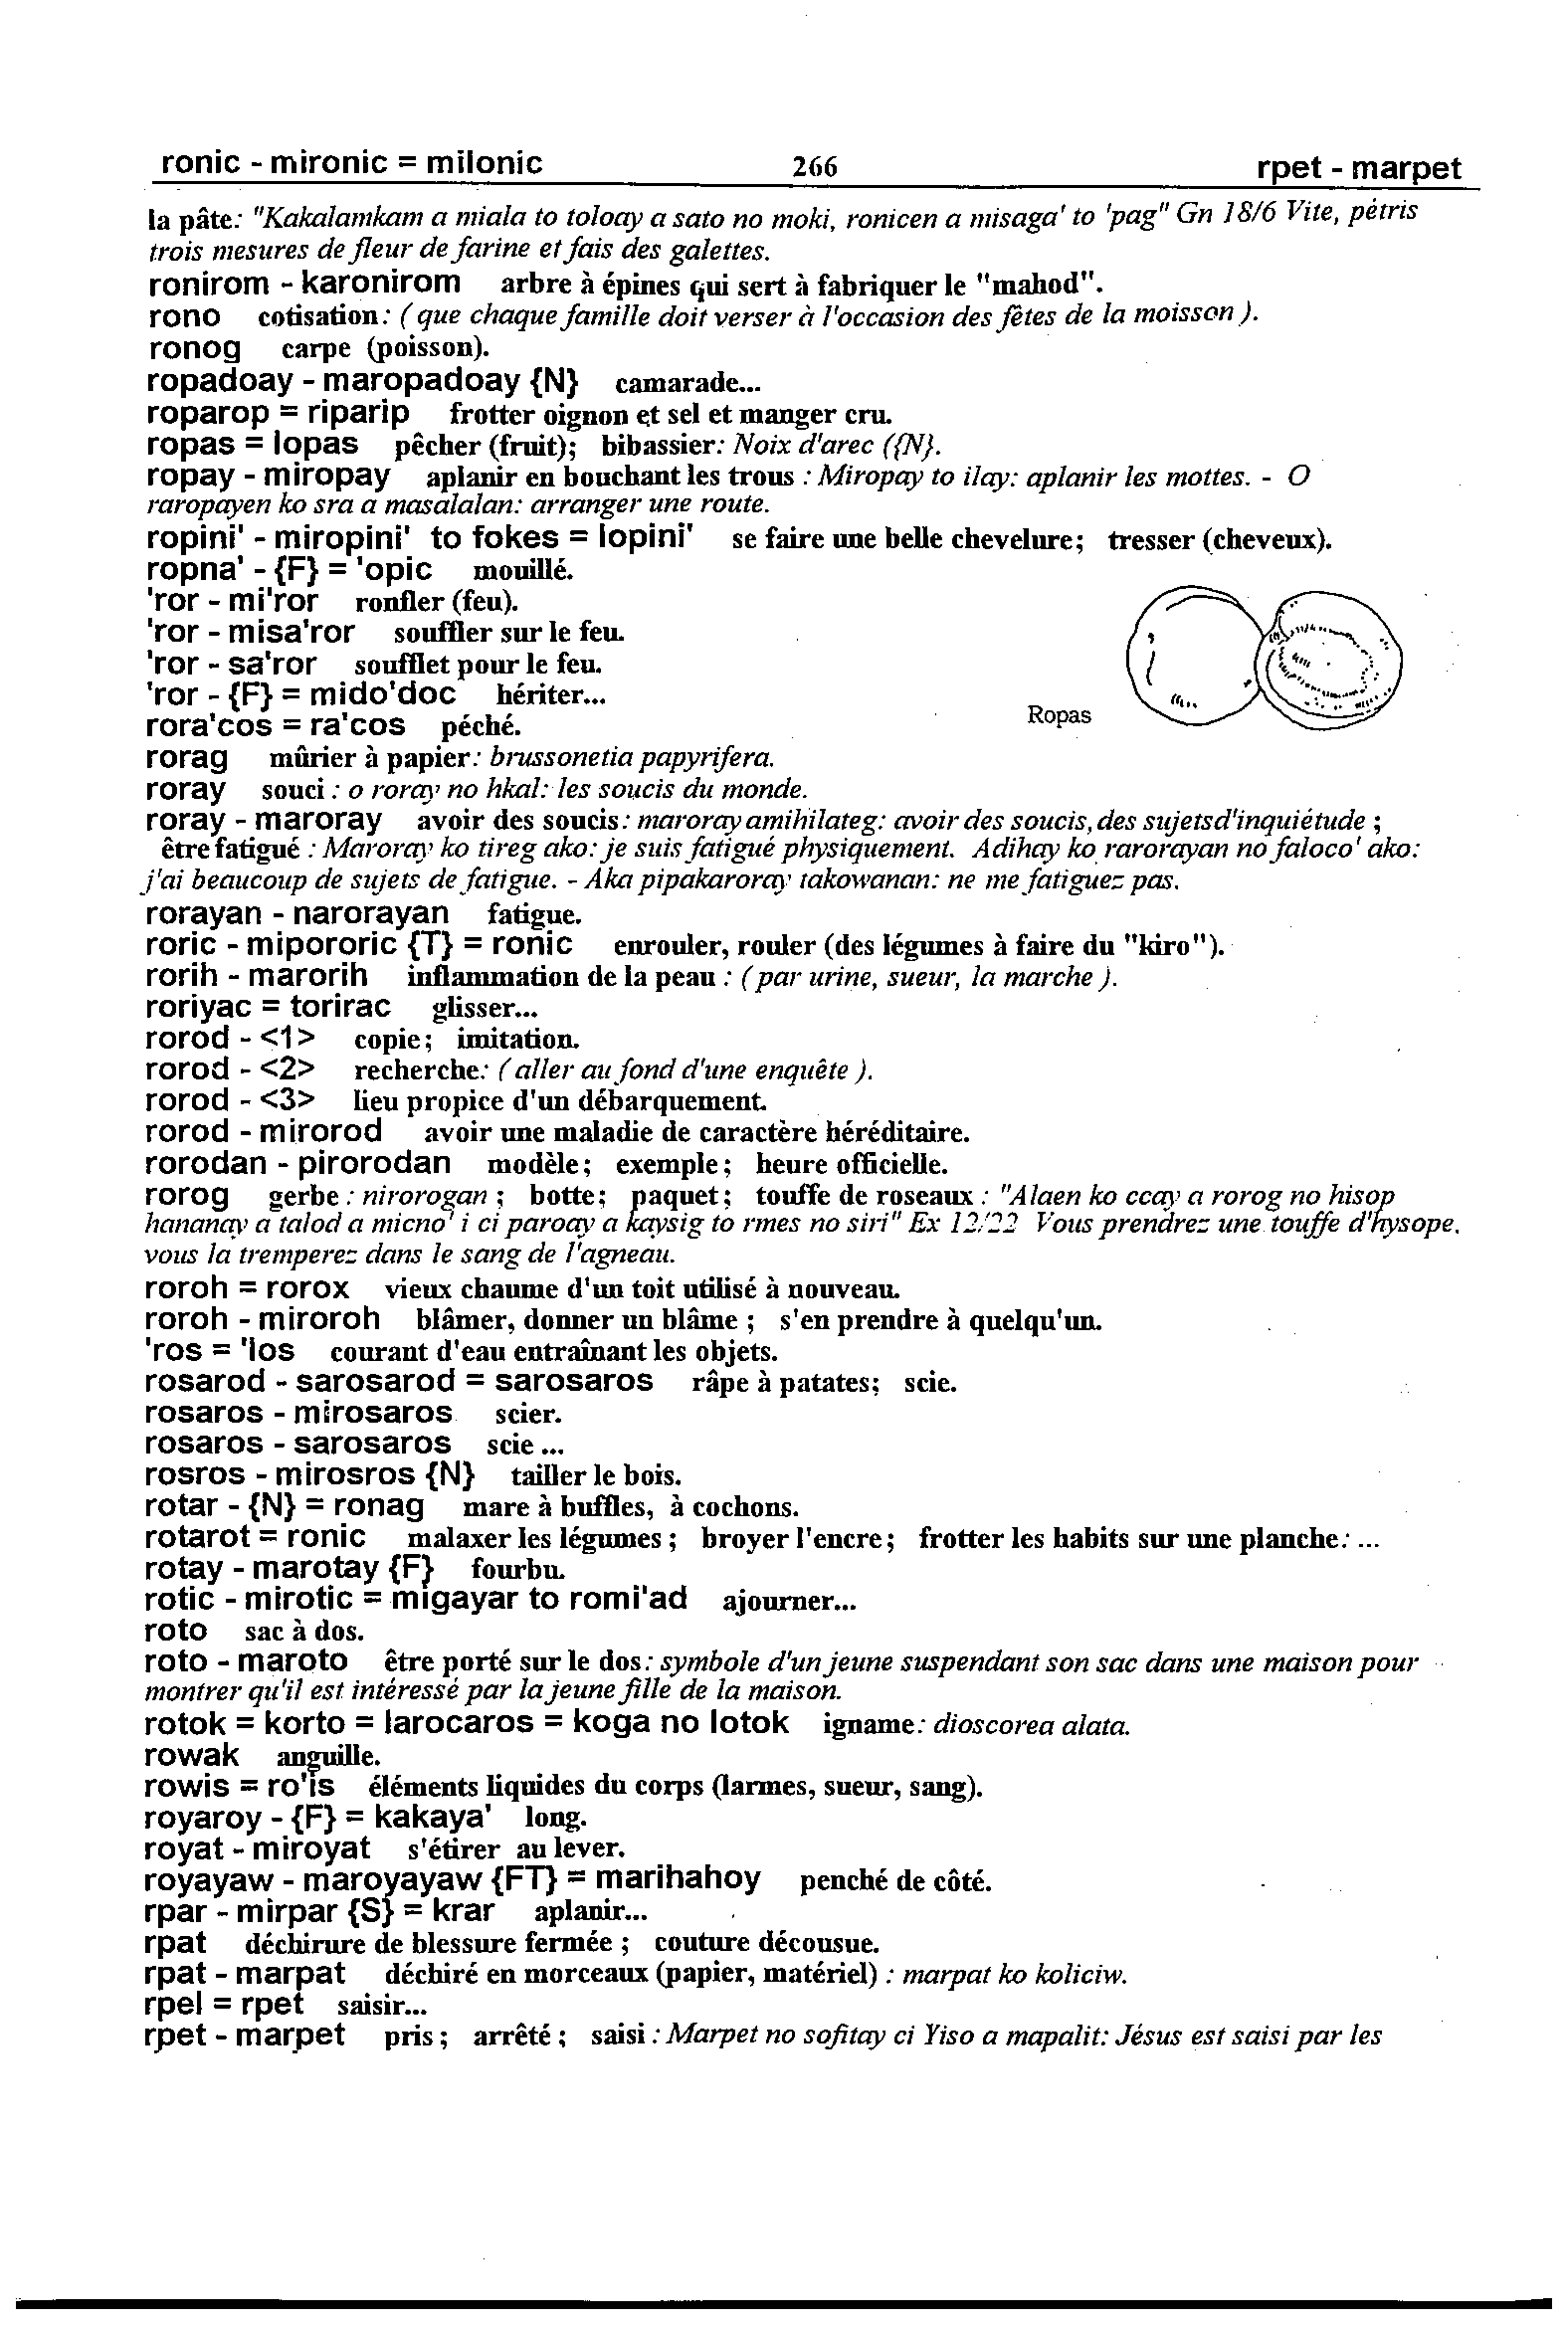 ronic - mironic = milonic 266 rpet - marpet
la pâte: "Kakalamkam a miala to toloay a sato no moki, ronicen a misaga' to 'pag" Gn 18/6 Vite, pétris
trois mesures de fleur de farine et fais des galettes.
ronirom - karonirom arbre à épines qui sert à fabriquer le "mahod".
rono cotisation: ( que chaque famille doit verser à l'occasion des fêtes de la moisson ).
ronog carpe (poisson).
ropadoay - maropadoay {N} camarade...
roparop = riparip frotter oignon et sel et manger cru.
ropas = lopas pêcher (fruit); bibassier: Noix d'arec ({N}.
ropay - miropay aplanir en bouchant les trous : Miropay to ilay: aplanir les mottes. - O
raropayen ko sra a masalalan: arranger une route.
ropini' - miropini' to fokes = lopini' se faire une belle chevelure; tresser (cheveux).
ropna' - {F} = 'opic mouillé.
'ror - mi'ror ronfler (feu).
'ror - misa'ror souffler sur le feu.
'ror - sa'ror soufflet pour le feu.
'ror - {F} = mido'doc hériter...
Ropas
rora'cos = ra'cos péché.
rorag mûrier à papier: brussonetia papyrifera.
roray souci : o roray no hkal: les soucis du monde.
roray - maroray avoir des soucis: maroray amihilateg: avoir des soucis, des sujetsd'inquiétude ;
être fatigué : Maroray ko tireg ako: je suis fatigué physiquement. Adihay ko rarorayan no faloco' ako:
j'ai beaucoup de sujets de fatigue. - Aka pipakaroray takowanan: ne me fatiguez pas.
rorayan - narorayan fatigue.
roric - mipororic {T} = ronic enrouler, rouler (des légumes à faire du "kiro").
rorih - marorih inflammation de la peau : ( par urine, sueur, la marche ).
roriyac = torirac glisser...
rorod - <1> copie; imitation.
rorod - <2> recherche: ( aller au fond d'une enquête ).
rorod - <3> lieu propice d'un débarquement.
rorod - mirorod avoir une maladie de caractère héréditaire.
rorodan - pirorodan modèle; exemple; heure officielle.
rorog gerbe : nirorogan ; botte; paquet; touffe de roseaux : "Alaen ko ccay a rorog no hisop
hananay a talod a micno' i ci paroay a kaysig to rmes no siri" Ex 12/22 Vous prendrez une touffe d'hysope.
vous la tremperez dans le sang de l'agneau.
roroh = rorox vieux chaume d'un toit utilisé à nouveau.
roroh - miroroh blâmer, donner un blâme ; s'en prendre à quelqu'un.
'ros = 'los courant d'eau entraînant les objets.
rosarod - sarosarod = sarosaros râpe à patates; scie.
rosaros - mirosaros scier.
rosaros - sarosaros scie ...
rosros - mirosros {N} tailler le bois.
rotar - {N} = ronag mare à buffles, à cochons.
rotarot = ronic malaxer les légumes ; broyer l'encre; frotter les habits sur une planche: ...
rotay - marotay {F} fourbu.
rotic - mirotic = migayar to romi'ad ajourner...
roto sac à dos.
roto - maroto être porté sur le dos: symbole d'un jeune suspendant son sac dans une maison pour
montrer qu'il est intéressé par la jeune fille de la maison.
rotok = korto = larocaros = koga no lotok igname: dioscorea alata.
rowak anguille.
rowis = ro'is éléments liquides du corps (larmes, sueur, sang).
royaroy - {F} = kakaya' long.
royat - miroyat s'étirer au lever.
royayaw - maroyayaw {FT} = marihahoy penché de côté.
rpar - mirpar {S} = krar aplanir...
rpat déchirure de blessure fermée ; couture décousue.
rpat - marpat déchiré en morceaux (papier, matériel) : marpat ko koliciw.
rpel = rpet saisir...
rpet - marpet pris ; arrêté ; saisi : Marpet no sofitay ci Yiso a mapalit: Jésus est saisi par les